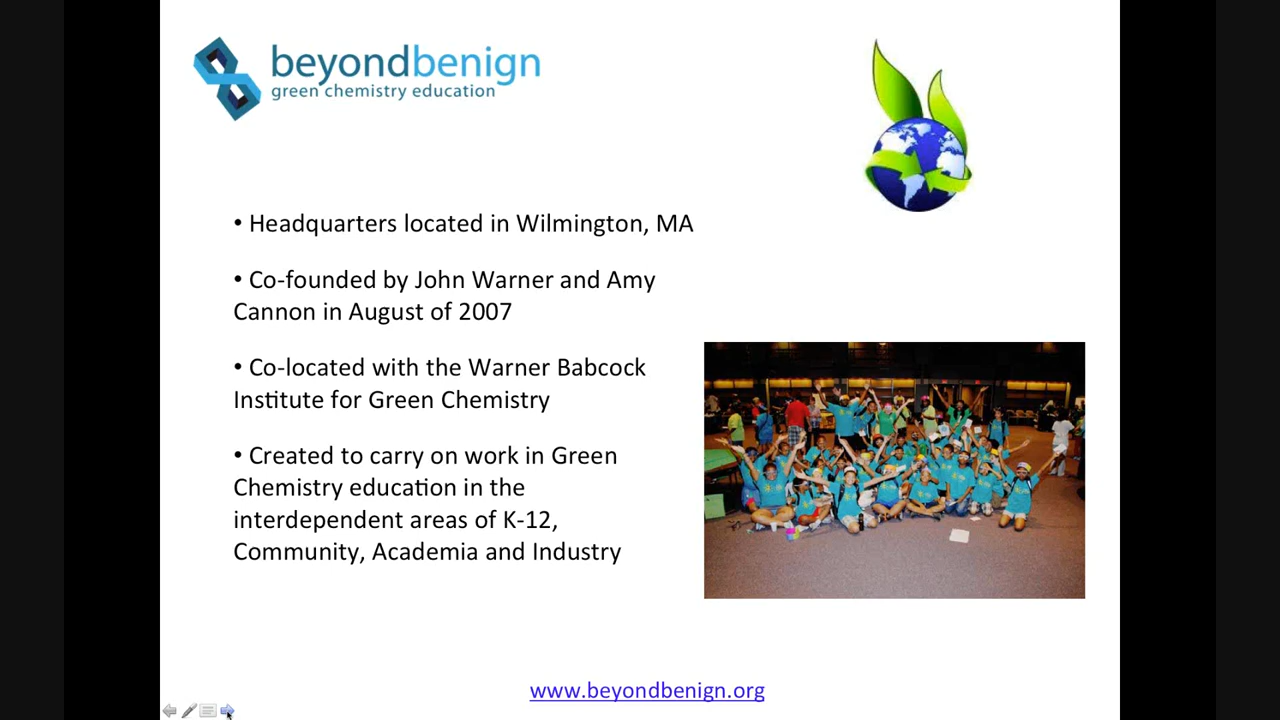 beyondbenign
green chemistry education
• Headquarters located in Wilmington, MA
• Co-founded by John Warner and Amy
Cannon in August of 2007
• Co-located with the Warner Babcock
Institute for Green Chemistry
• Created to carry on work in Green
Chemistry education in the
interdependent areas of K-12,
Community, Academia and Industry
www.beyondbenign.org